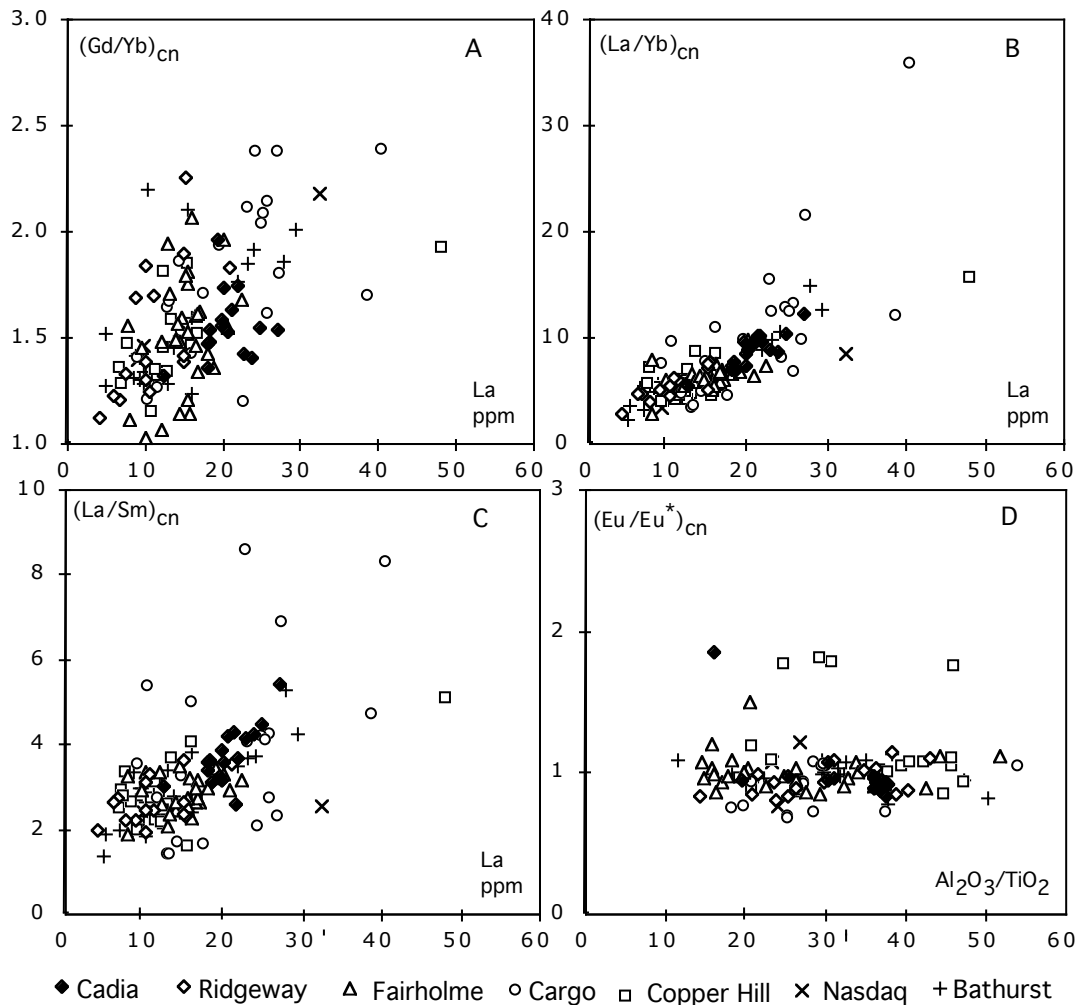 3.0
(Gd/Yb)cn
A
2.5
2.0
1.5
1.0
La
ppm
0 10 20 30 40 50 60
40
(La/Yb)cn
B
30
20
10
0
La
ppm
0 10 20 30 40 50 60
10
(La/Sm)cn
C
8
6
4
2
0
La
ppm
0 10 20 30 40 50 60
3
(Eu/Eu*)cn
D
2
1
0
Al2O3/TiO2
0 10 20 30 40 50 60
Cadia Ridgeway Fairholme Cargo Copper Hill Nasdaq Bathurst